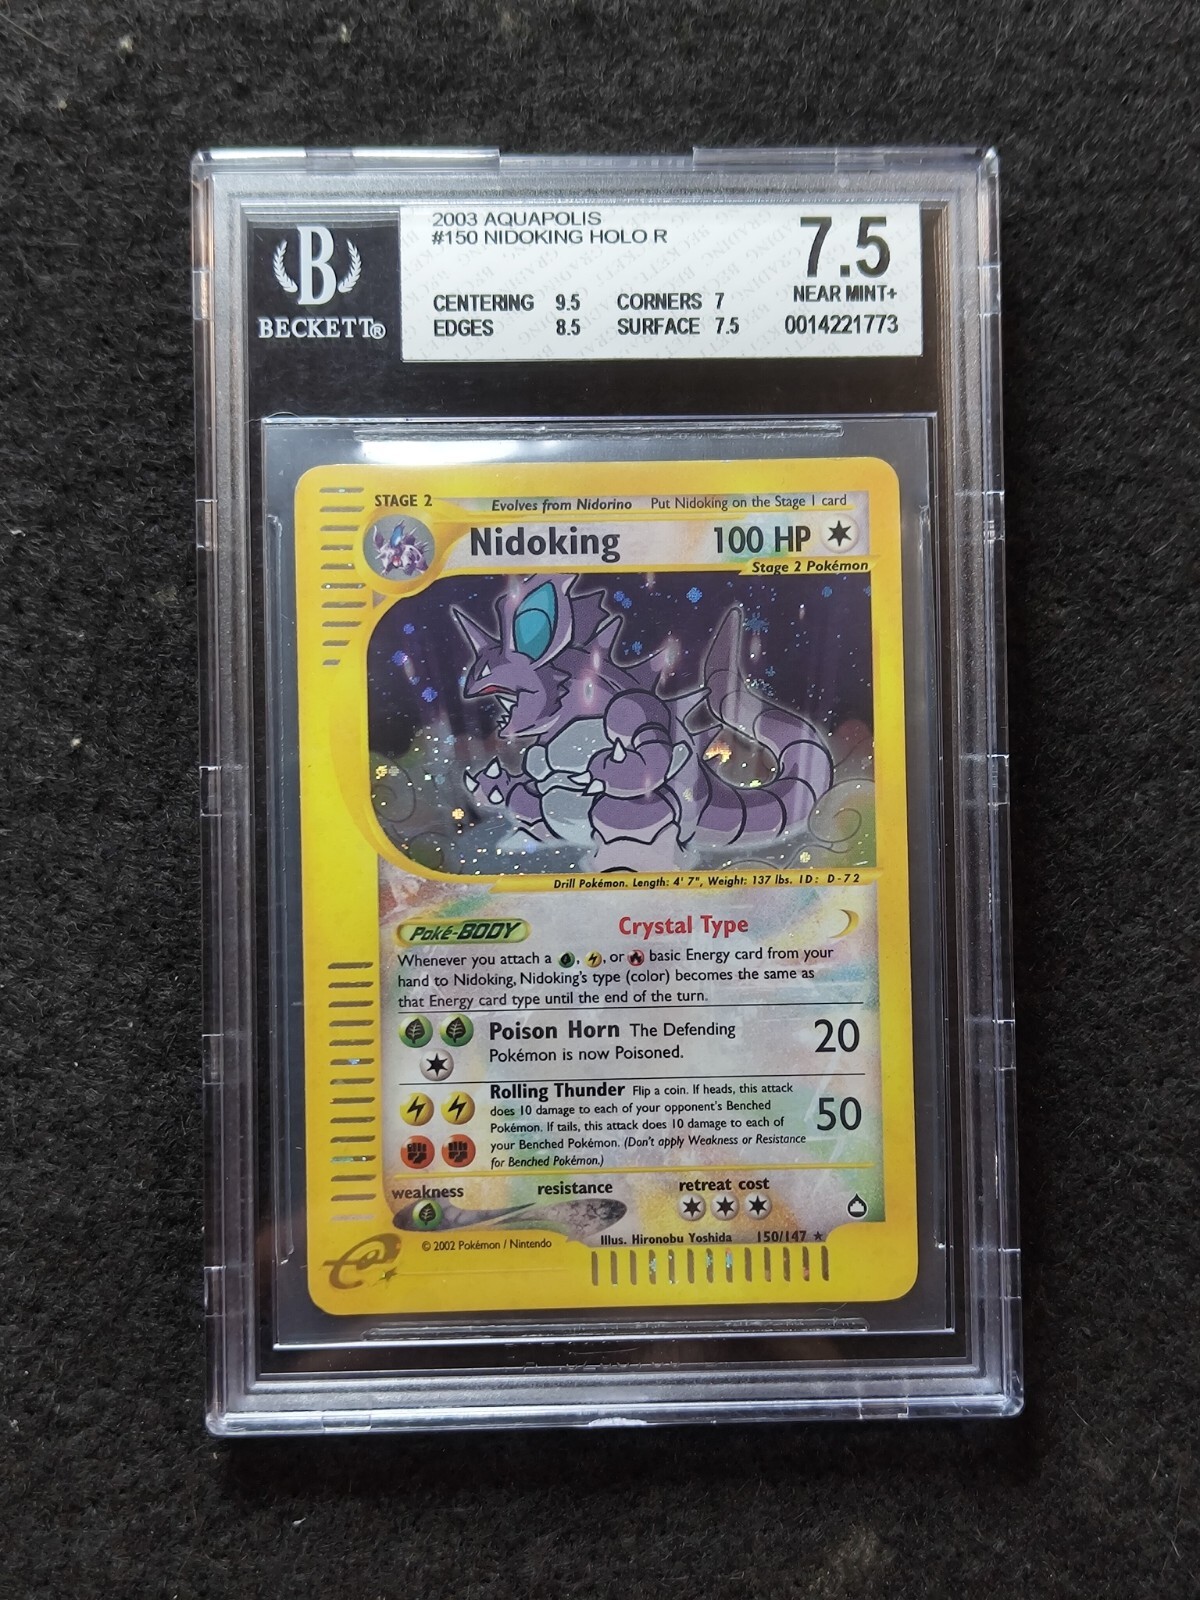 2003 AQUAPOLIS
#150 NIDOKING HOLO R
7.5
NEAR MINT+
CENTERING 9.5 CORNERS 7
EDGES 8.5 SURFACE 7.5
0014221773
B
BECKETT®
STAGE 2
Evolves from Nidorino Put Nidoking on the Stage 1 card
Nidoking 100 HP
Stage 2 Pokémon
Drill Pokémon. Length: 4' 7", Weight: 137 lbs. ID: D-72
Poké-BODY Crystal Type
Whenever you attach a , , or basic Energy card from your
hand to Nidoking, Nidoking's type (color) becomes the same as
that Energy card type until the end of the turn.
Poison Horn The Defending 20
Pokémon is now Poisoned.
Rolling Thunder Flip a coin. If heads, this attack
does 10 damage to each of your opponent's Benched 50
Pokémon. If tails, this attack does 10 damage to each of
your Benched Pokémon. (Don't apply Weakness or Resistance
for Benched Pokémon.)
weakness resistance retreat cost
© 2002 Pokémon / Nintendo Illus. Hironobu Yoshida 150/147 ★
e